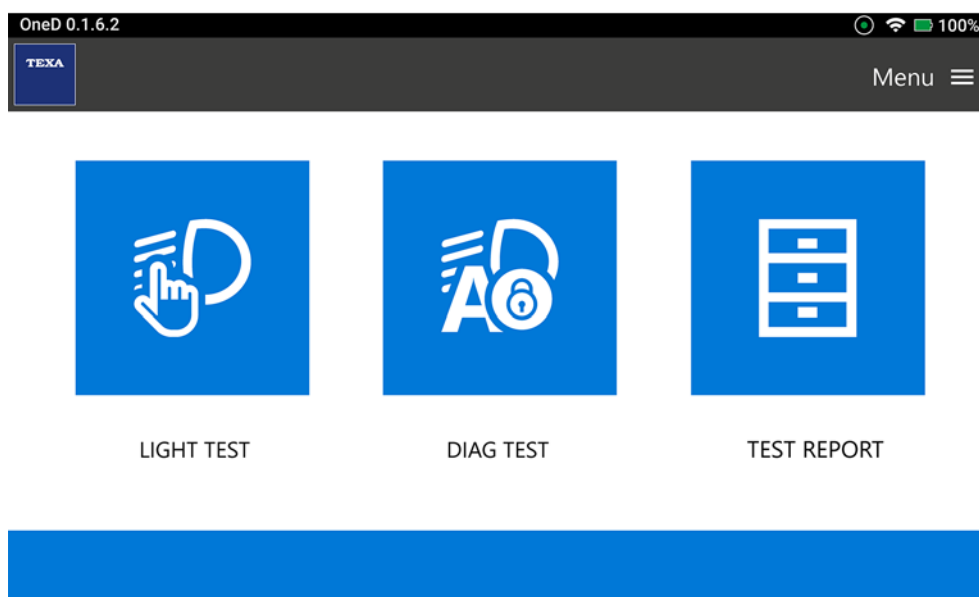 OneD 0.1.6.2
100%
TEXA
Menu
A
LIGHT TEST
DIAG TEST
TEST REPORT